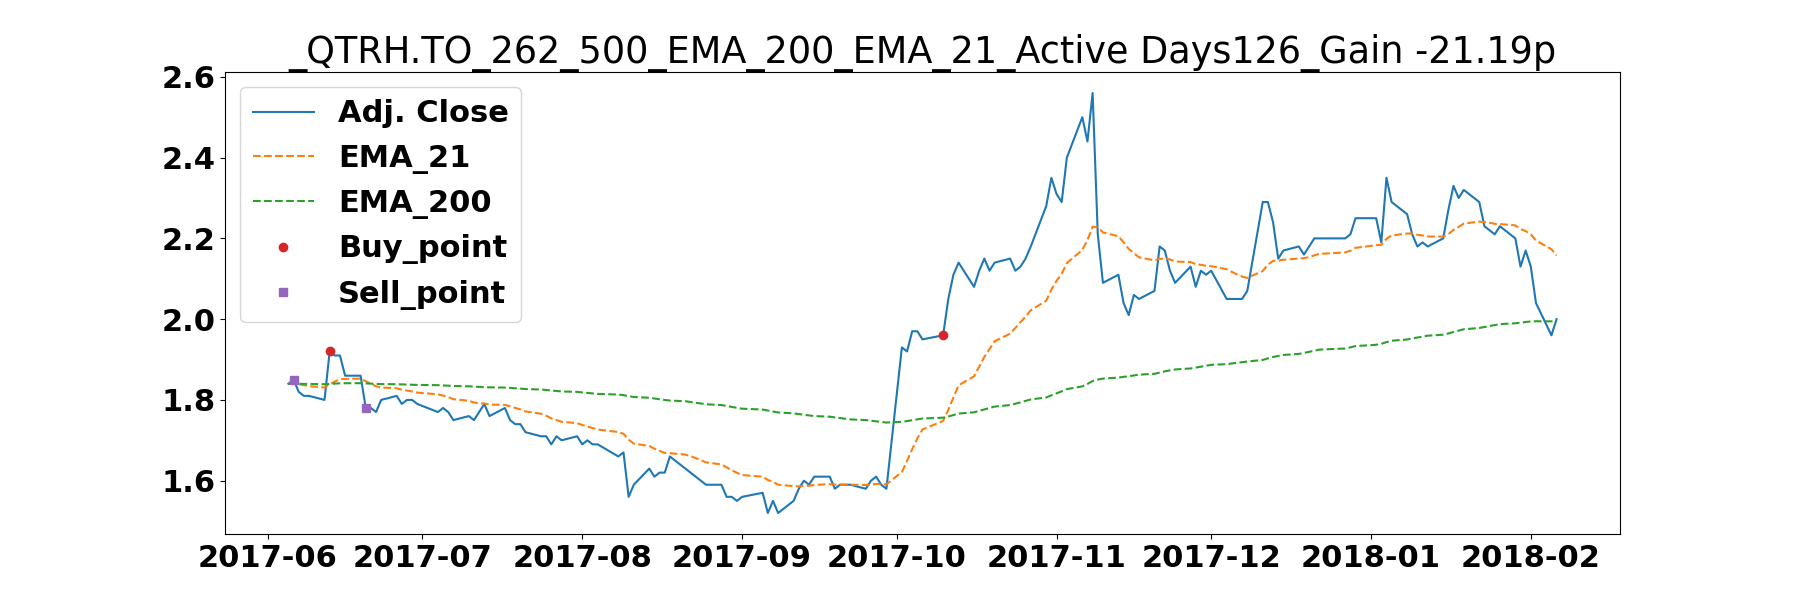 _QTRH.TO_262_500_EMA_200_EMA_21_Active Days126_Gain -21.19p
2.6
2.4
2.2
2.0
1.8
1.6
Adj. Close
EMA_21
EMA_200
Buy_point
Sell_point
2017-06 2017-07 2017-08 2017-09 2017-10 2017-11 2017-12 2018-01 2018-02